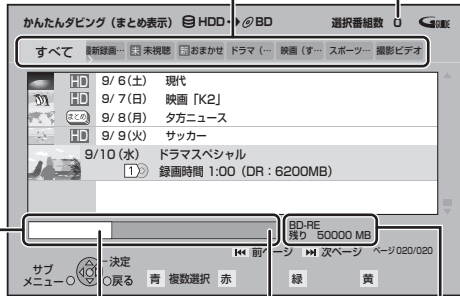 かんたんダビング（まとめ表示） HDD BD 選択番組数 0 G GUIDE
すべて 最新録画… 未 未視聴 おまかせ ドラマ（… 映画（す… スポーツ… 撮影ビデオ
HD 9/ 6(土) 現代
HD 9/ 7(日) 映画「K2」
まとめ 9/ 8(月) 夕方ニュース
HD 9/ 9(火) サッカー
9/10(水) ドラマスペシャル
1 録画時間 1:00（DR：6200MB）
BD-RE
残り 50000 MB
前ページ 次ページ ページ020/020
サブメニュー 決定 戻る 青 複数選択 赤 緑 黄